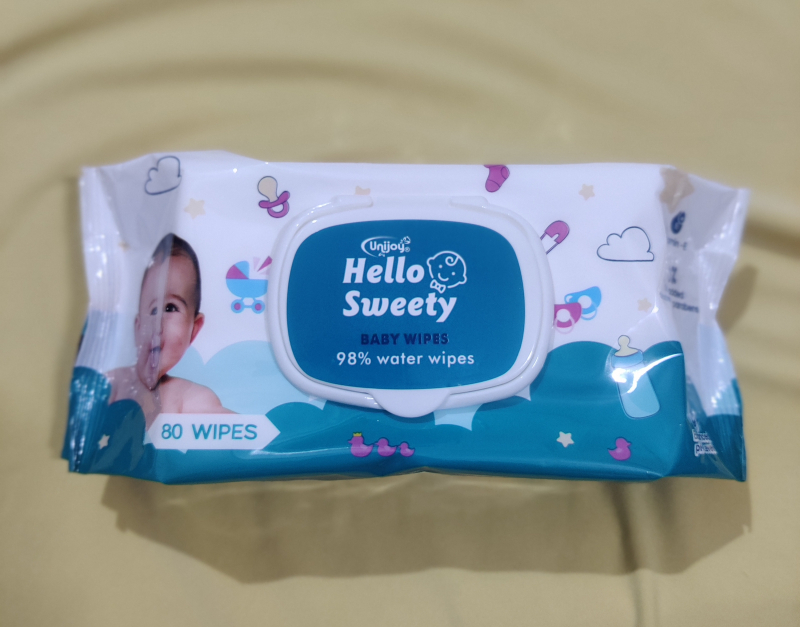 Unijoy®
Hello
Sweety
BABY WIPES
98% water wipes
80 WIPES